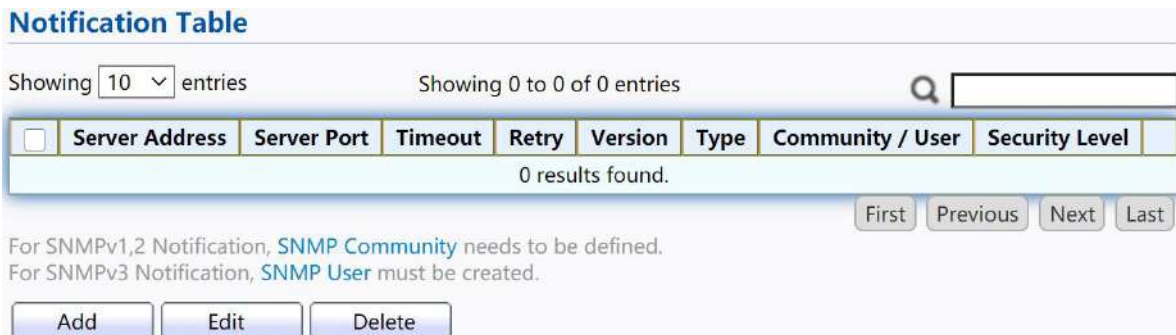 Notification Table
Showing 10 entries Showing 0 to 0 of 0 entries
Server Address Server Port Timeout Retry Version Type Community / User Security Level
0 results found.
First Previous Next Last
For SNMPv1,2 Notification, SNMP Community needs to be defined.
For SNMPv3 Notification, SNMP User must be created.
Add Edit Delete